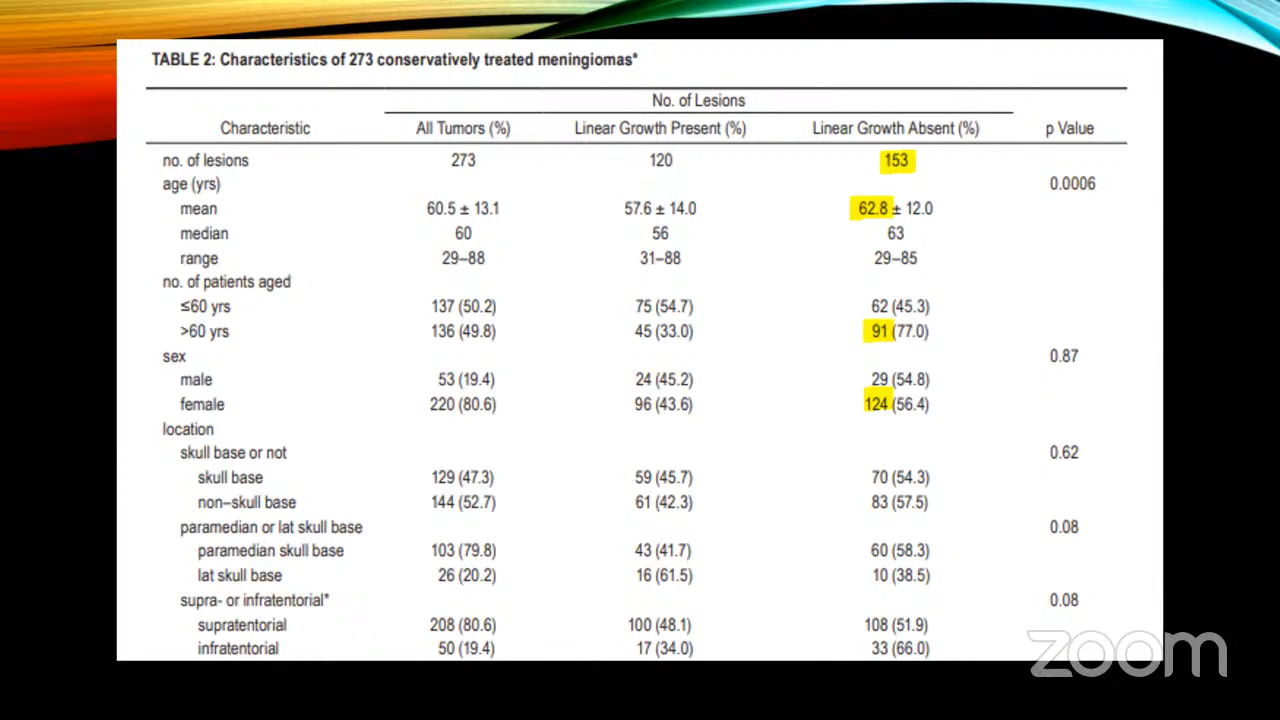 TABLE 2: Characteristics of 273 conservatively treated meningiomas*
No. of Lesions
Characteristic All Tumors (%) Linear Growth Present (%) Linear Growth Absent (%) p Value
no. of lesions 273 120 153
age (yrs) 0.0006
mean 60.5 ± 13.1 57.6 ± 14.0 62.8 ± 12.0
median 60 56 63
range 29–88 31–88 29–85
no. of patients aged
≤60 yrs 137 (50.2) 75 (54.7) 62 (45.3)
>60 yrs 136 (49.8) 45 (33.0) 91 (77.0)
sex 0.87
male 53 (19.4) 24 (45.2) 29 (54.8)
female 220 (80.6) 96 (43.6) 124 (56.4)
location
skull base or not 0.62
skull base 129 (47.3) 59 (45.7) 70 (54.3)
non–skull base 144 (52.7) 61 (42.3) 83 (57.5)
paramedian or lat skull base 0.08
paramedian skull base 103 (79.8) 43 (41.7) 60 (58.3)
lat skull base 26 (20.2) 16 (61.5) 10 (38.5)
supra- or infratentorial* 0.08
supratentorial 208 (80.6) 100 (48.1) 108 (51.9)
infratentorial 50 (19.4) 17 (34.0) 33 (66.0)
zoom